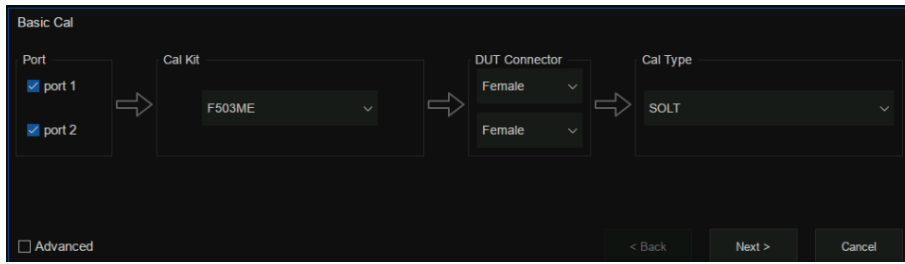 Basic Cal
Port
Cal Kit
DUT Connector
Cal Type
port 1
Female
F503ME
SOLT
port 2
Female
Advanced
< Back
Next >
Cancel